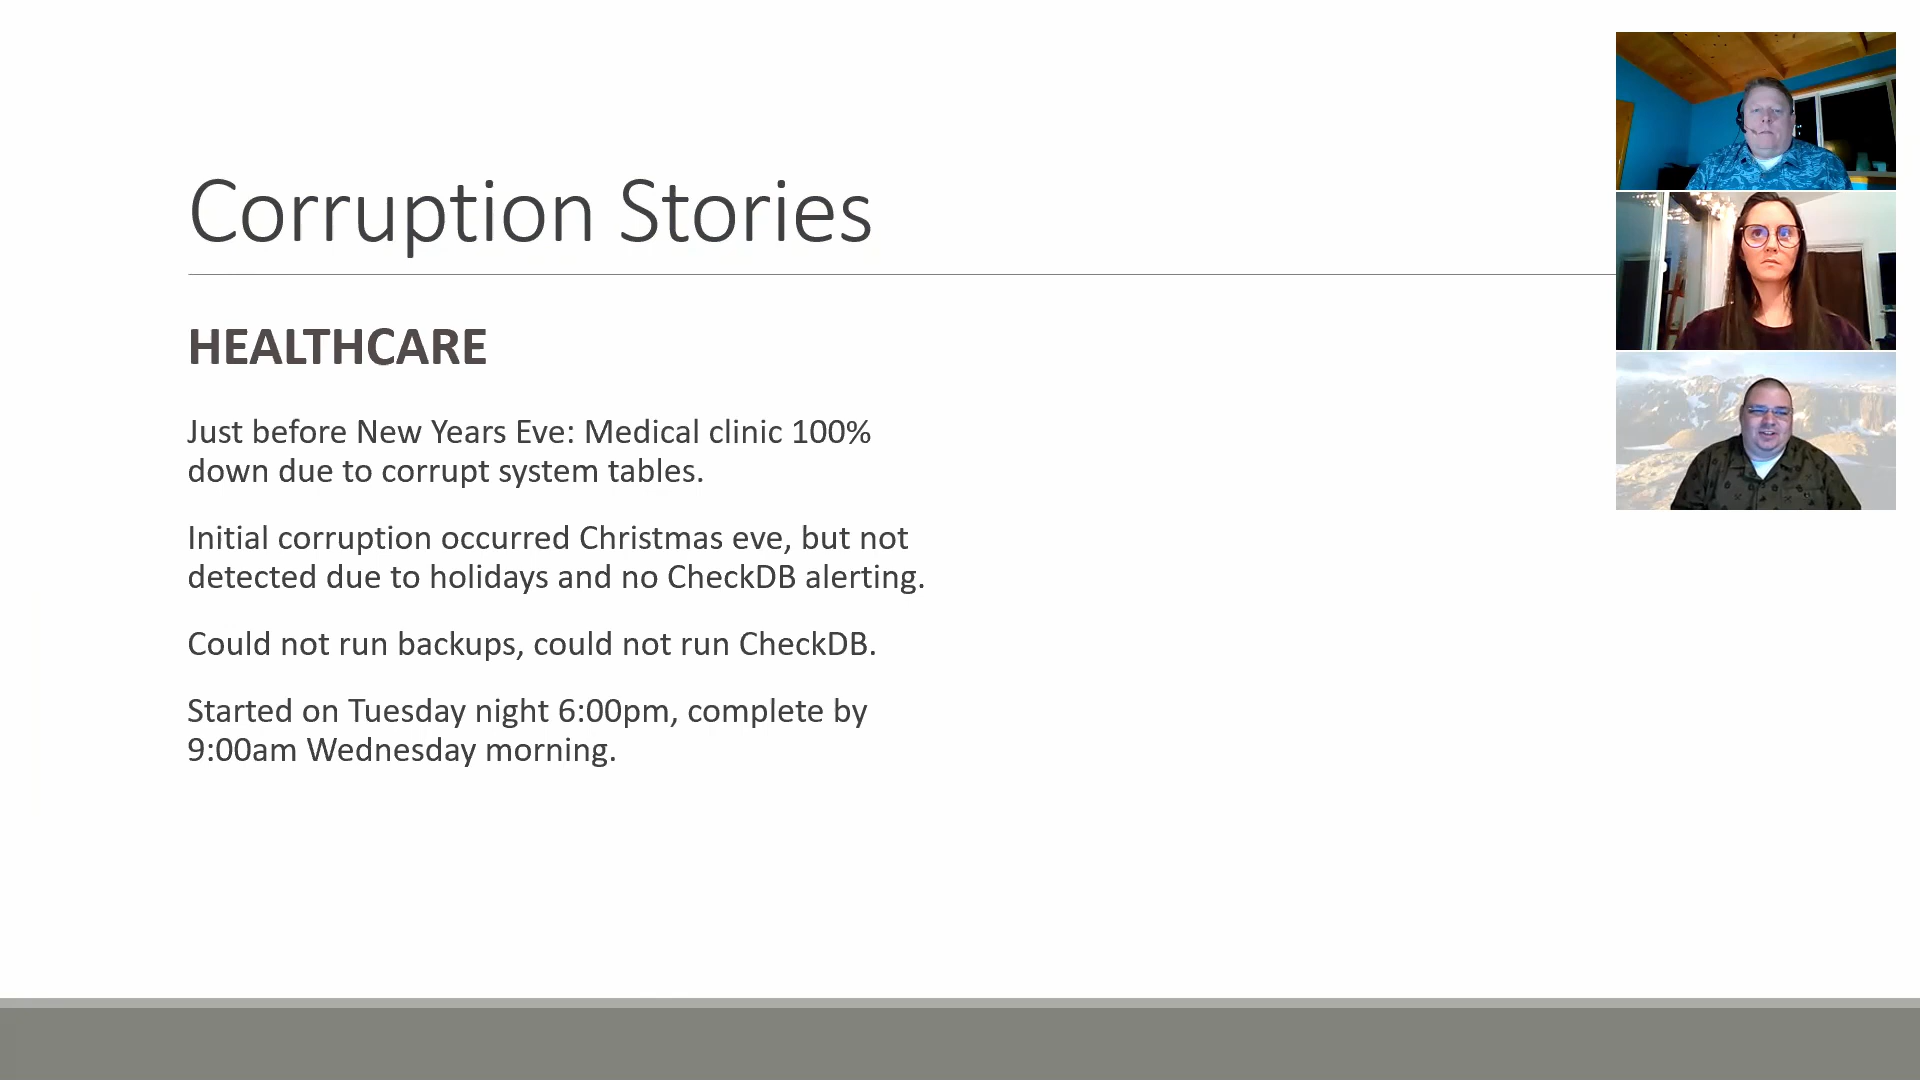 Corruption Stories
HEALTHCARE
Just before New Years Eve: Medical clinic 100%
down due to corrupt system tables.
Initial corruption occurred Christmas eve, but not
detected due to holidays and no CheckDB alerting.
Could not run backups, could not run CheckDB.
Started on Tuesday night 6:00pm, complete by
9:00am Wednesday morning.